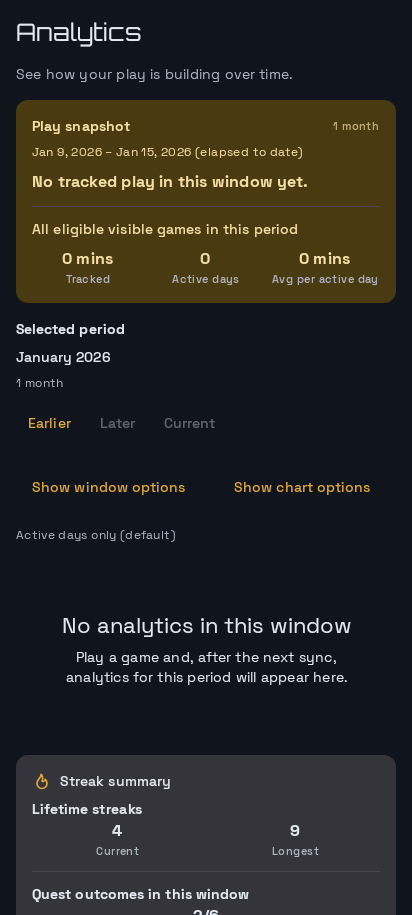 Analytics
See how your play is building over time.
Play snapshot
1 month
Jan 9, 2026 – Jan 15, 2026 (elapsed to date)
No tracked play in this window yet.
All eligible visible games in this period
0 mins
0
0 mins
Tracked
Active days
Avg per active day
Selected period
January 2026
1 month
Earlier
Later
Current
Show window options
Show chart options
Active days only (default)
No analytics in this window
Play a game and, after the next sync,
analytics for this period will appear here.
Streak summary
Lifetime streaks
4
9
Current
Longest
Quest outcomes in this window
2/6